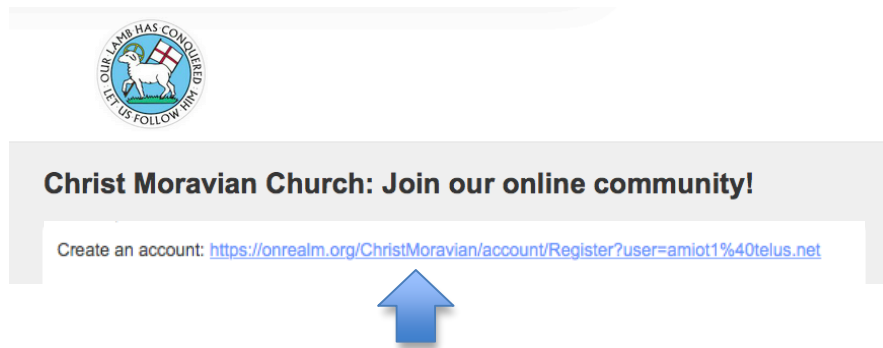 OUR LAMB HAS CONQUERED
LET US FOLLOW HIM
Christ Moravian Church: Join our online community!
Create an account: https://onrealm.org/ChristMoravian/account/Register?user=amiot1%40telus.net